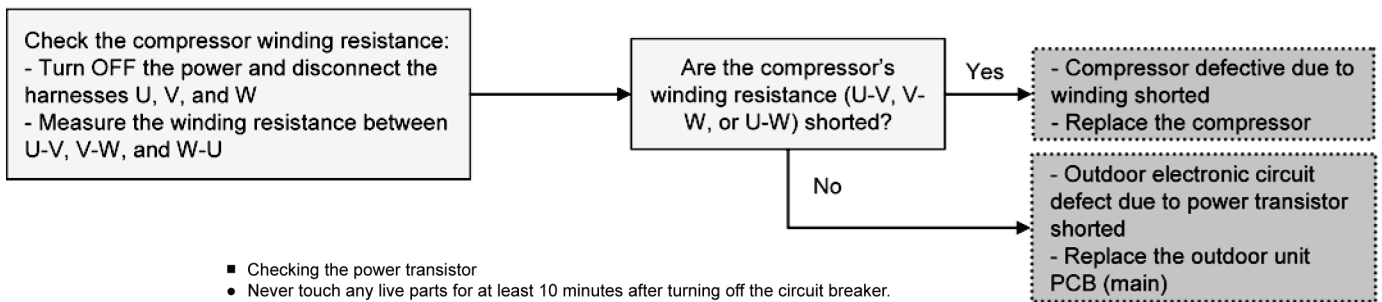 Check the compressor winding resistance:
- Turn OFF the power and disconnect the
harnesses U, V, and W
- Measure the winding resistance between
U-V, V-W, and W-U
Are the compressor's
winding resistance (U-V, V-
W, or U-W) shorted?
Yes
- Compressor defective due to
winding shorted
- Replace the compressor
No
- Outdoor electronic circuit
defect due to power transistor
shorted
- Replace the outdoor unit
PCB (main)
■ Checking the power transistor
● Never touch any live parts for at least 10 minutes after turning off the circuit breaker.